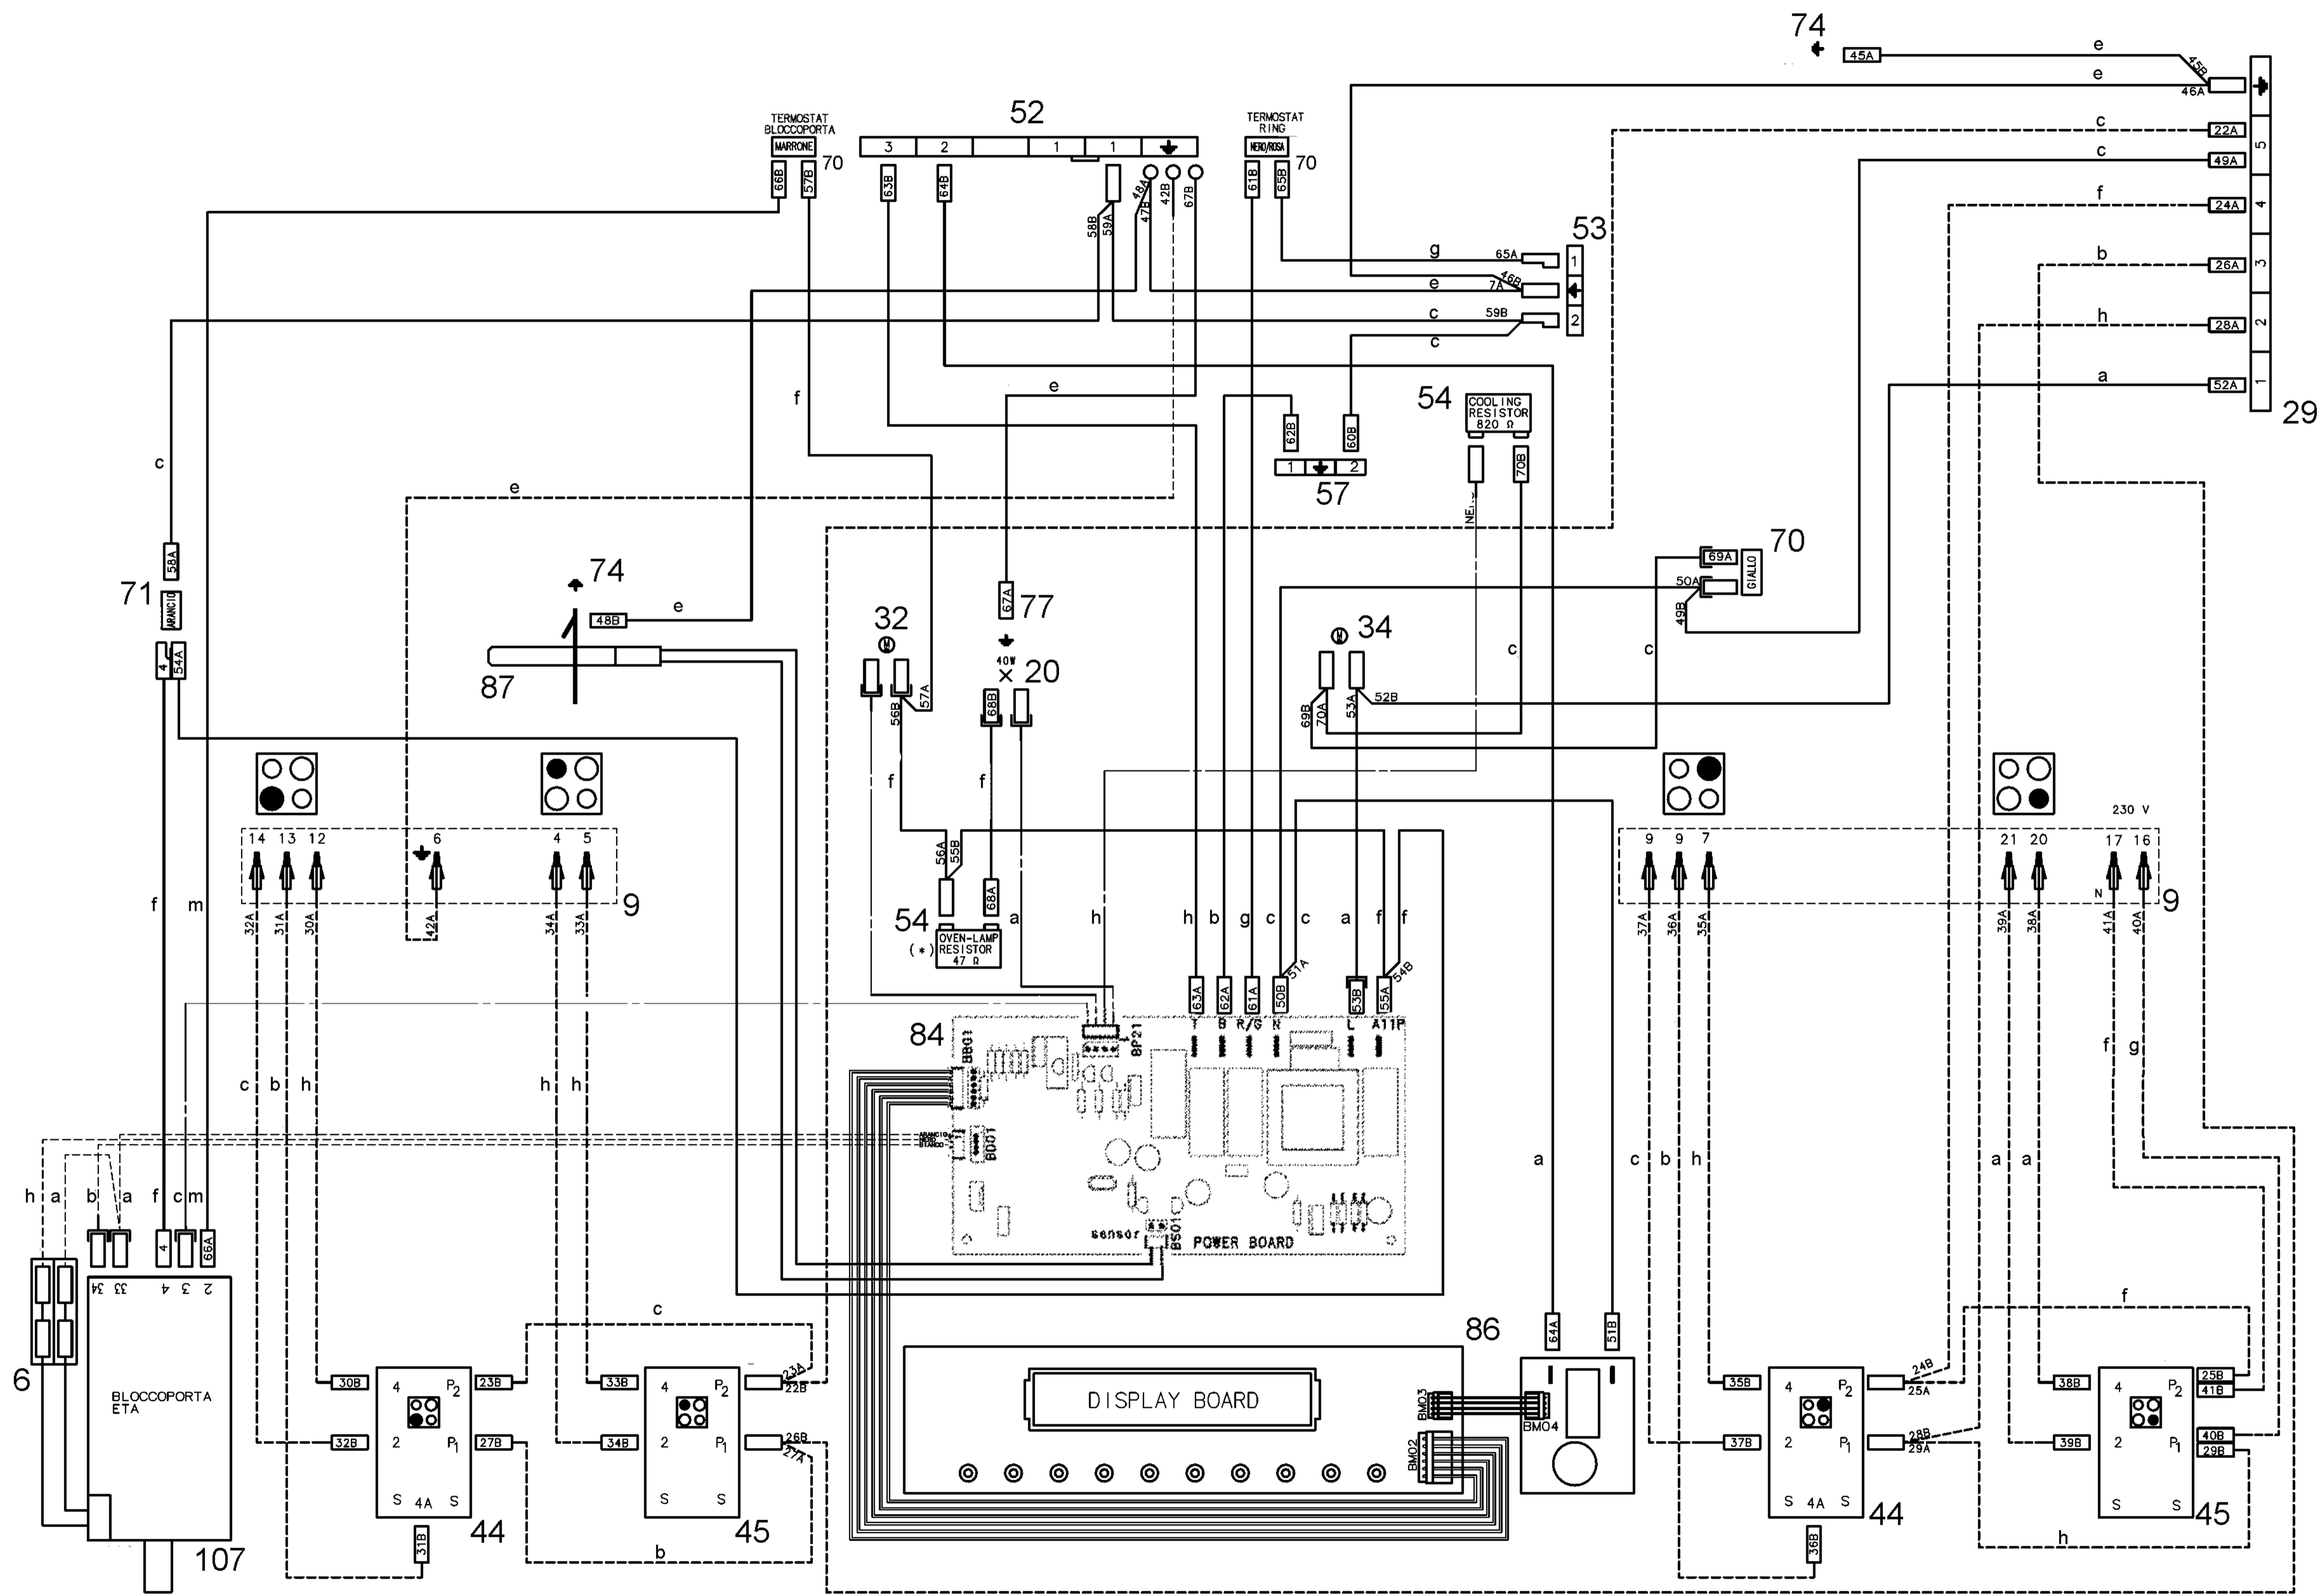 74
45A
e
45B
e
46A
c
22A
5
c
49A
f
24A
4
b
26A
3
h
28A
2
a
52A
1
29
TERMOSTAT
BLOCCOPORTA
MARRONE
70
66B
57B
52
3
2
1
1
63B
64B
58B
59A
48A
47B
42B
67B
TERMOSTAT
RING
NERO/ROSA
70
61B
65B
53
g
65A
1
46B
e
7A
c
59B
2
c
f
e
54
COOLING
RESISTOR
820 Ω
70B
62B
60B
1
2
57
c
e
58A
71
ARANCIO
4
54A
74
48B
e
87
32
M
57A
56B
67A
77
40W
20
68B
70
69A
GIALLO
50A
49B
34
M
c
c
69B
70A
53A
52B
f
f
14
13
12
6
4
5
9
32A
31A
30A
42A
34A
33A
f
m
56A
55B
68A
54
(*)
OVEN-LAMP
RESISTOR
47 Ω
a
h
h
b
g
c
c
a
f
f
63A
62A
61A
50B
51A
53B
55A
54B
230 V
9
9
7
21
20
17
16
N
9
37A
36A
35A
39A
38A
41A
40A
84
BBG1
BP21
T
B
R/G
N
L
A11P
BDO1
ARANCIO
NERO
BIANCO
sensor
BSO1
POWER BOARD
c
b
h
h
h
f
g
a
c
b
h
a
a
h
a
b
a
f
c
m
4
66A
34
33
4
3
2
6
BLOCCOPORTA
ETA
107
c
30B
4
P2
23B
32B
2
P1
27B
S
4A
S
44
31B
33B
4
P2
23A
22B
34B
2
P1
26B
27A
S
S
45
b
86
DISPLAY BOARD
BMO3
BMO4
BMO2
64A
51B
f
35B
4
P2
24B
25A
37B
2
P1
28B
29A
S
4A
S
44
36B
38B
4
P2
25B
41B
39B
2
P1
40B
29B
S
S
45
h